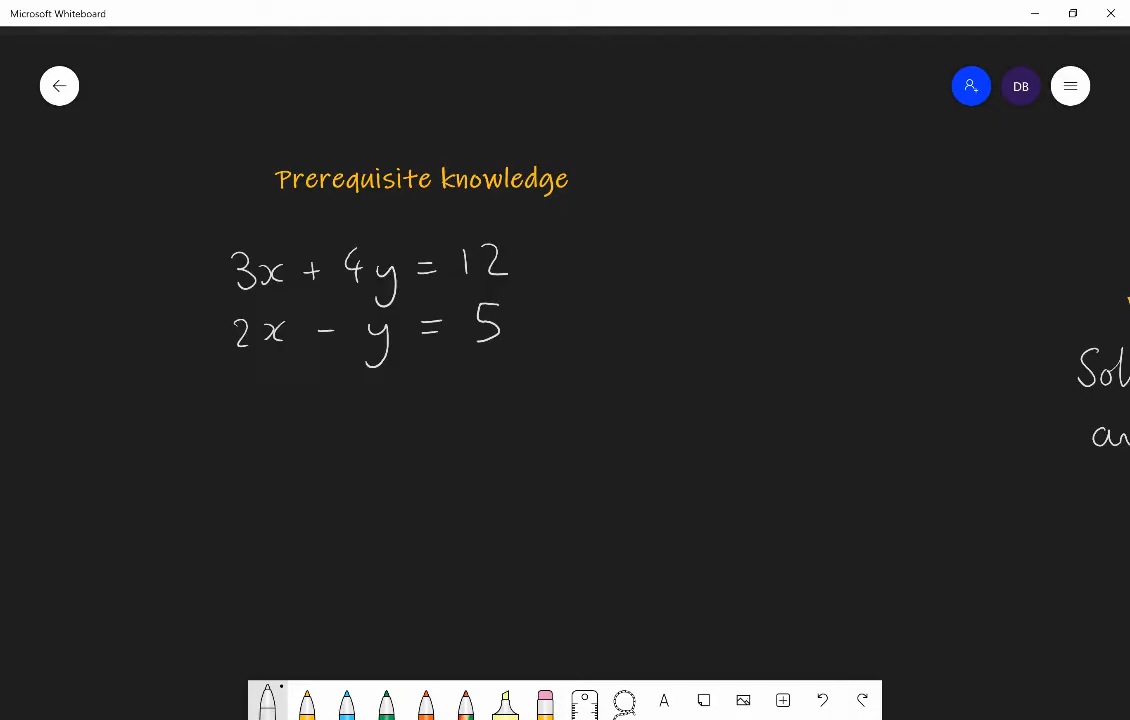 Microsoft Whiteboard
DB
Prerequisite knowledge
3x + 4y = 12
2x - y = 5
A